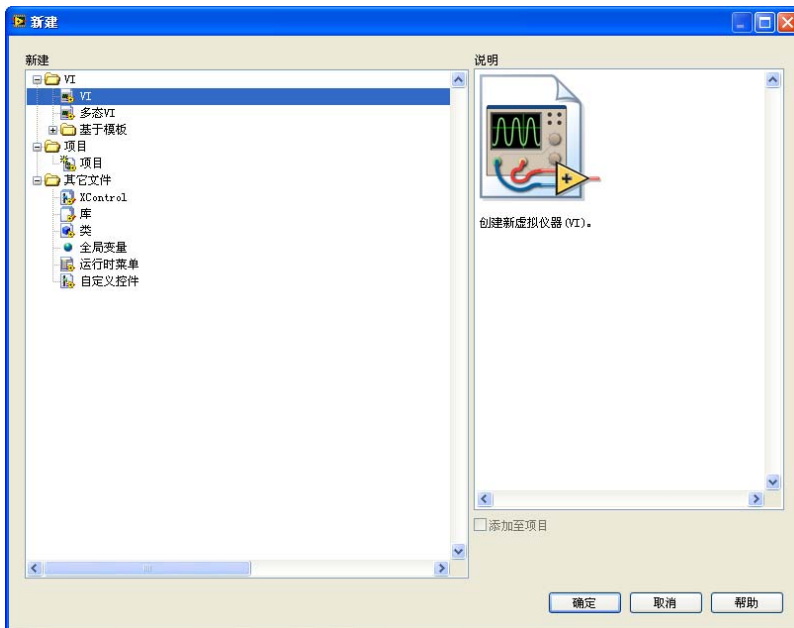 新建
新建
VI
VI
多态VI
基于模板
项目
项目
其它文件
XControl
库
类
全局变量
运行时菜单
自定义控件
说明
创建新虚拟仪器(VI)。
添加至项目
确定
取消
帮助